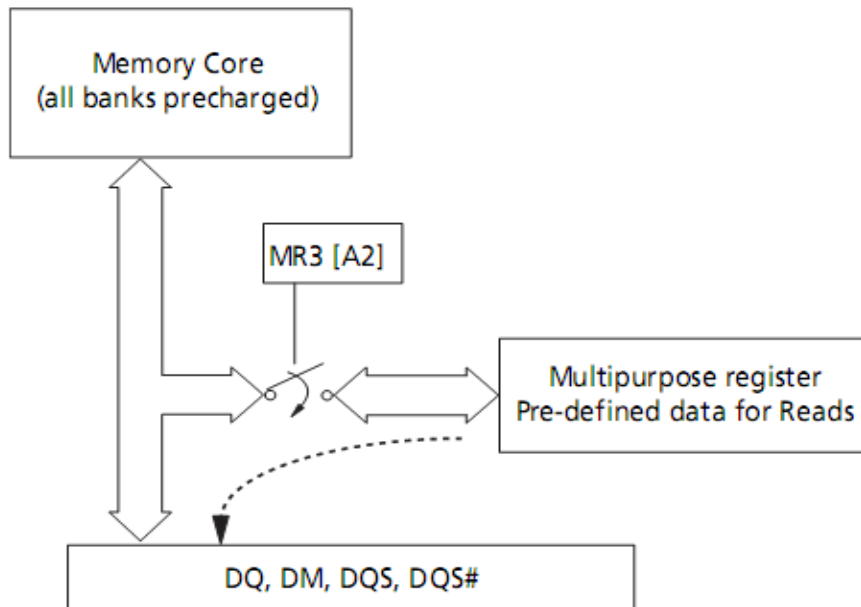 Memory Core
(all banks precharged)
MR3 [A2]
Multipurpose register
Pre-defined data for Reads
DQ, DM, DQS, DQS#